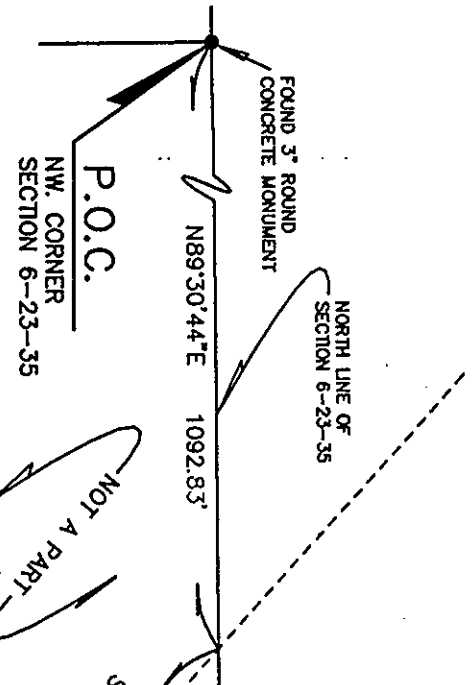 FOUND 3" ROUND
CONCRETE MONUMENT
NORTH LINE OF
SECTION 6-23-35
N89°30'44"E 1092.83'
P.O.C.
NW. CORNER
SECTION 6-23-35
NOT A PART
S